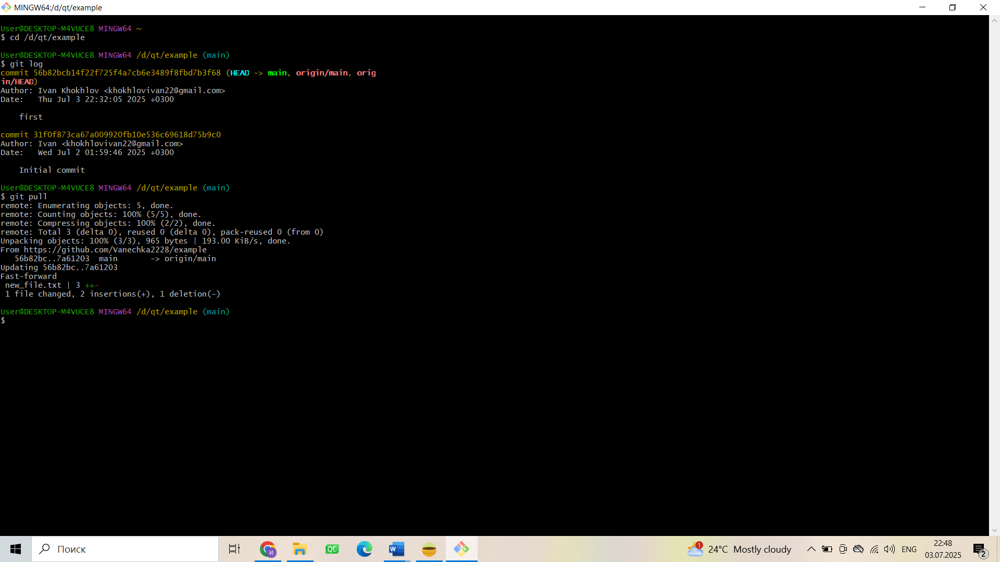 MINGW64:/d/qt/example
User@DESKTOP-M4VUCE8 MINGW64 ~
$ cd /d/qt/example
User@DESKTOP-M4VUCE8 MINGW64 /d/qt/example (main)
$ git log
commit 56b82bcb14f22f725f4a7cb6e3489f8fbd7b3f68 (HEAD -> main, origin/main, orig
in/HEAD)
Author: Ivan Khokhlov <khokhlovivan22@gmail.com>
Date:   Thu Jul 3 22:32:05 2025 +0300
first
commit 31f0f873ca67a009920fb10e536c69618d75b9c0
Author: Ivan <khokhlovivan22@gmail.com>
Date:   Wed Jul 2 01:59:46 2025 +0300
Initial commit
User@DESKTOP-M4VUCE8 MINGW64 /d/qt/example (main)
$ git pull
remote: Enumerating objects: 5, done.
remote: Counting objects: 100% (5/5), done.
remote: Compressing objects: 100% (2/2), done.
remote: Total 3 (delta 0), reused 0 (delta 0), pack-reused 0 (from 0)
Unpacking objects: 100% (3/3), 965 bytes | 193.00 KiB/s, done.
From https://github.com/Vanechka2228/example
56b82bc..7a61203  main       -> origin/main
Updating 56b82bc..7a61203
Fast-forward
new_file.txt | 3 ++-
1 file changed, 2 insertions(+), 1 deletion(-)
User@DESKTOP-M4VUCE8 MINGW64 /d/qt/example (main)
$
Поиск
И
QC
W
1
24°C Mostly cloudy
ENG
22:48
03.07.2025
2